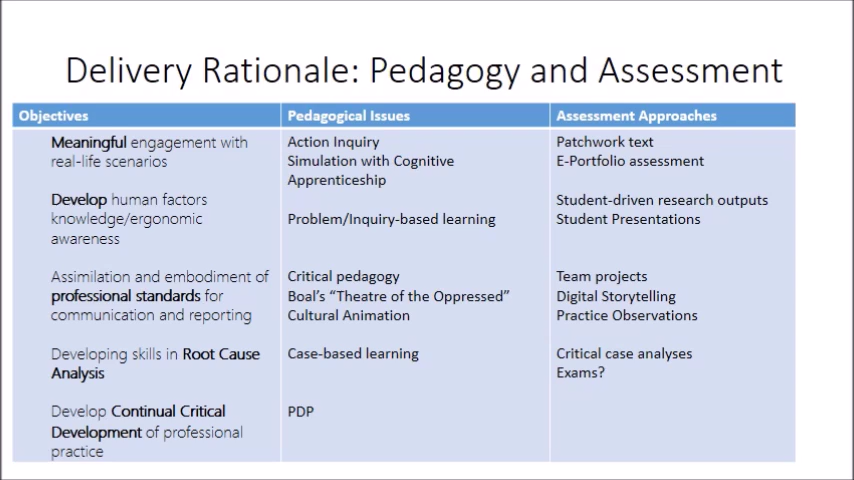 Delivery Rationale: Pedagogy and Assessment
Objectives
Pedagogical Issues
Assessment Approaches
Meaningful engagement with
real-life scenarios
Action Inquiry
Simulation with Cognitive
Apprenticeship
Patchwork text
E-Portfolio assessment
Develop human factors
knowledge/ergonomic
awareness
Problem/Inquiry-based learning
Student-driven research outputs
Student Presentations
Assimilation and embodiment of
professional standards for
communication and reporting
Critical pedagogy
Boal's “Theatre of the Oppressed”
Cultural Animation
Team projects
Digital Storytelling
Practice Observations
Developing skills in Root Cause
Analysis
Case-based learning
Critical case analyses
Exams?
Develop Continual Critical
Development of professional
practice
PDP